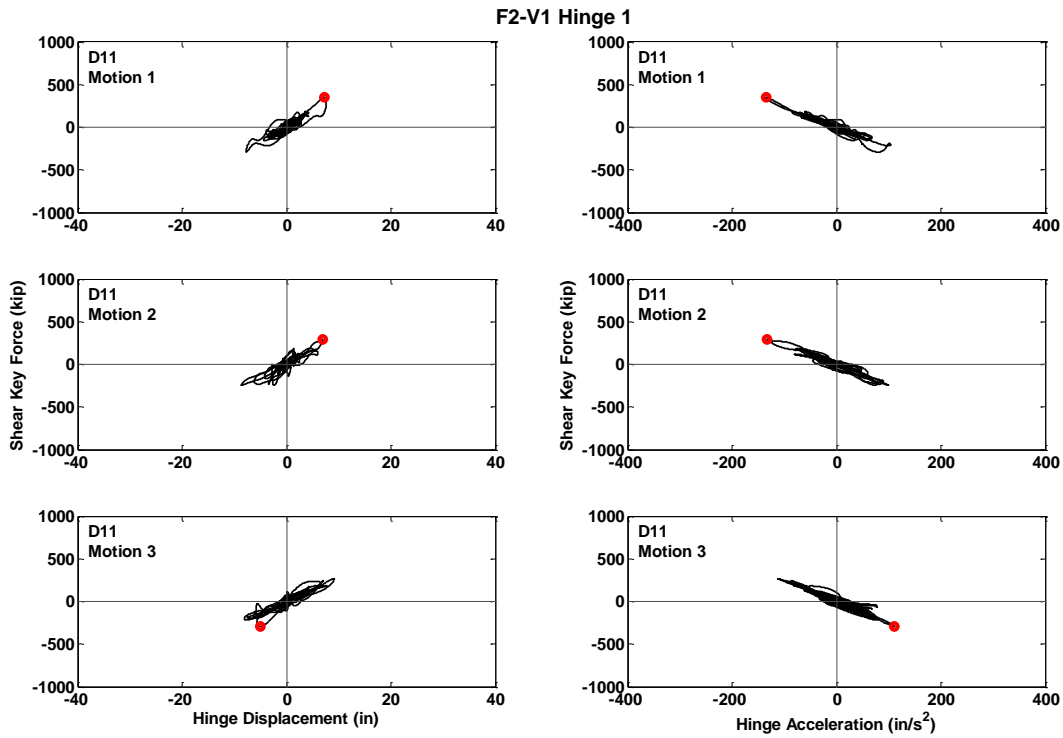 F2-V1 Hinge 1
1000
500
0
-500
-1000
D11
Motion 1
-40 -20 0 20 40
1000
500
0
-500
-1000
D11
Motion 1
-400 -200 0 200 400
Shear Key Force (kip)
1000
500
0
-500
-1000
D11
Motion 2
-40 -20 0 20 40
Shear Key Force (kip)
1000
500
0
-500
-1000
D11
Motion 2
-400 -200 0 200 400
1000
500
0
-500
-1000
D11
Motion 3
-40 -20 0 20 40
Hinge Displacement (in)
1000
500
0
-500
-1000
D11
Motion 3
-400 -200 0 200 400
Hinge Acceleration (in/s²)